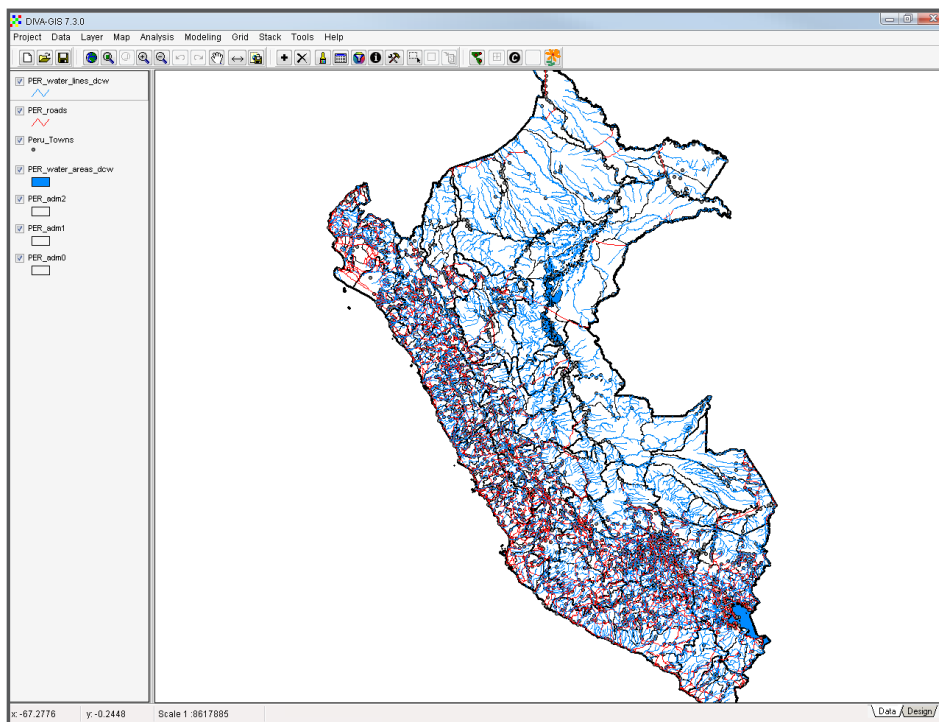 DIVA-GIS 7.3.0
Project Data Layer Map Analysis Modeling Grid Stack Tools Help
PER_water_lines_dcw
PER_roads
Peru_Towns
PER_water_areas_dcw
PER_adm2
PER_adm1
PER_adm0
x: -67.2776 y: -0.2448 Scale 1 :8617885 Data Design